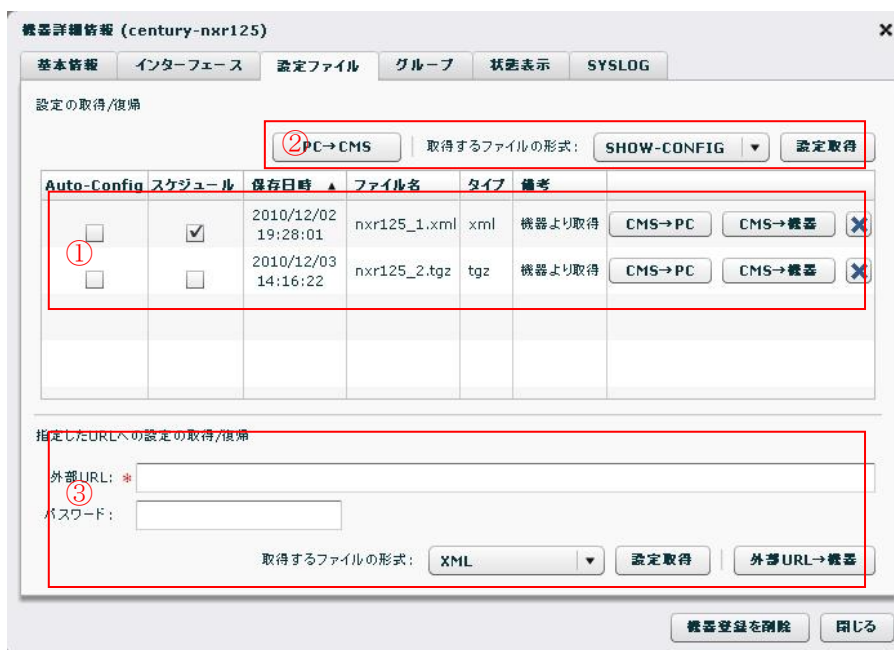 機器詳細情報 (century-nxr125)
基本情報 インターフェース 設定ファイル グループ 状態表示 SYSLOG
設定の取得/復帰
② PC→CMS 取得するファイルの形式: SHOW-CONFIG 設定取得
Auto-Config スケジュール 保存日時 ▲ ファイル名 タイプ 備考
①
2010/12/02
19:28:01 nxr125_1.xml xml 機器より取得 CMS→PC CMS→機器
2010/12/03
14:16:22 nxr125_2.tgz tgz 機器より取得 CMS→PC CMS→機器
指定したURLへの設定の取得/復帰
外部URL: *
③
パスワード:
取得するファイルの形式: XML 設定取得 外部URL→機器
機器登録を削除 閉じる